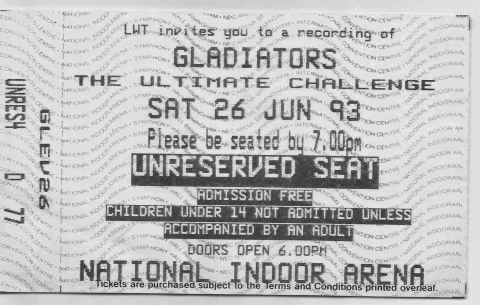 LWT invites you to a recording of
GLADIATORS
THE ULTIMATE CHALLENGE
SAT 26 JUN 93
Please be seated by 7.00pm
UNRESERVED SEAT
ADMISSION FREE
CHILDREN UNDER 14 NOT ADMITTED UNLESS
ACCOMPANIED BY AN ADULT
DOORS OPEN 6.00PM
NATIONAL INDOOR ARENA
Tickets are purchased subject to the Terms and Conditions printed overleaf.
GLEV26
UNRES4 0 77